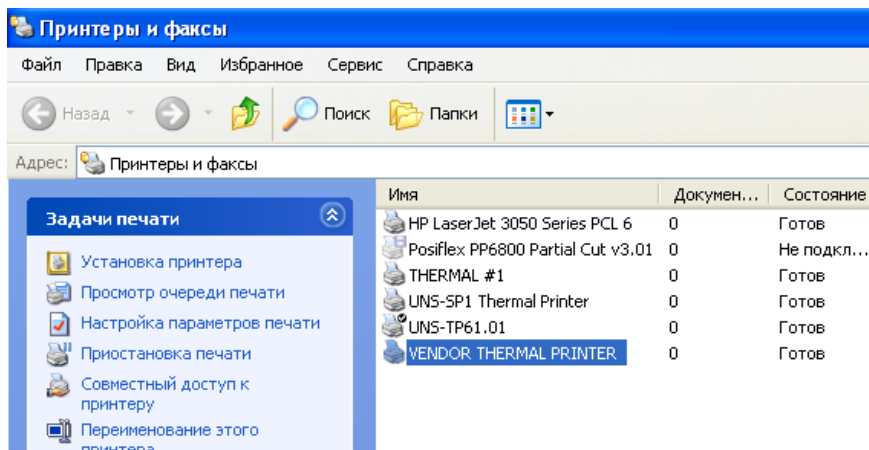 Принтеры и факсы
Файл Правка Вид Избранное Сервис Справка
Назад Поиск Папки
Адрес: Принтеры и факсы
Имя Докумен... Состояние
HP LaserJet 3050 Series PCL 6 0 Готов
Posiflex PP6800 Partial Cut v3.01 0 Не подкл...
THERMAL #1 0 Готов
UNS-SP1 Thermal Printer 0 Готов
UNS-TP61.01 0 Готов
VENDOR THERMAL PRINTER 0 Готов
Задачи печати
Установка принтера
Просмотр очереди печати
Настройка параметров печати
Приостановка печати
Совместный доступ к
принтеру
Переименование этого
принтера